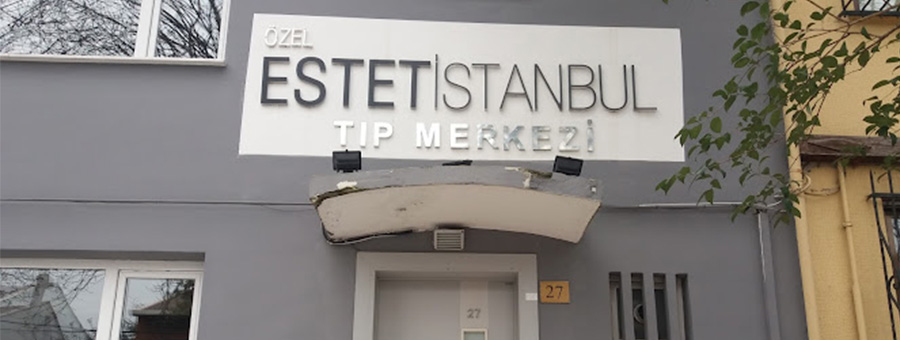 ÖZEL
ESTETİSTANBUL
TIP MERKEZİ
27
27